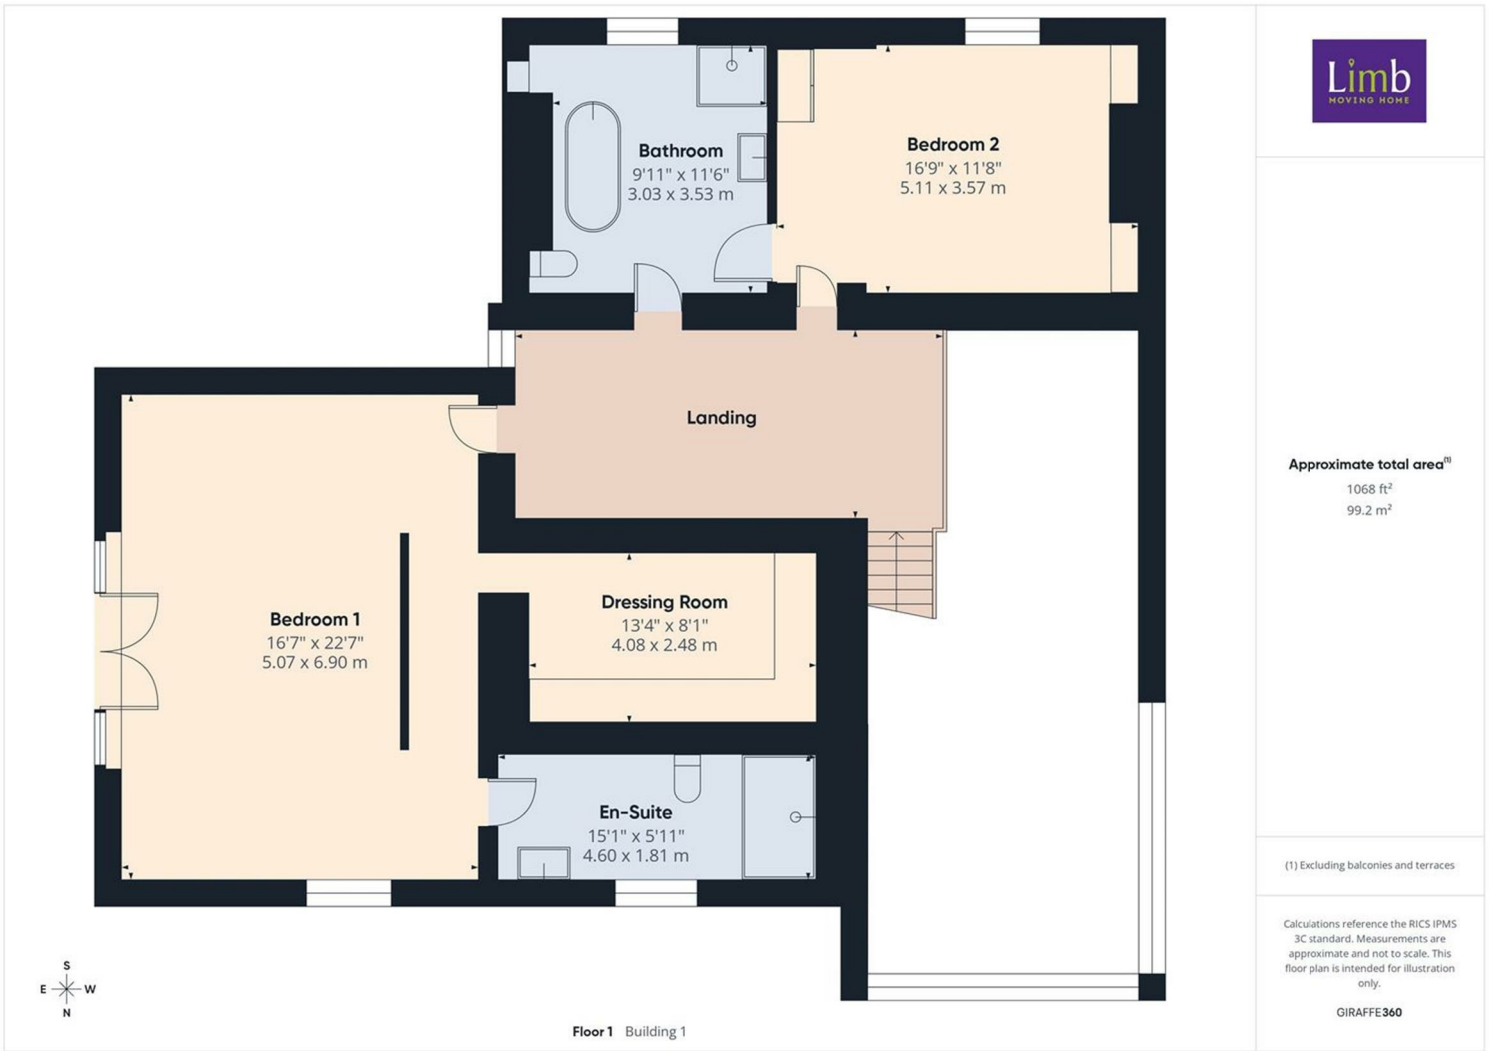 Limb
MOVING HOME
Bathroom
9'11" x 11'6"
3.03 x 3.53 m
Bedroom 2
16'9" x 11'8"
5.11 x 3.57 m
Landing
Bedroom 1
16'7" x 22'7"
5.07 x 6.90 m
Dressing Room
13'4" x 8'1"
4.08 x 2.48 m
En-Suite
15'1" x 5'11"
4.60 x 1.81 m
Approximate total area⁽¹⁾
1068 ft²
99.2 m²
(1) Excluding balconies and terraces
Calculations reference the RICS IPMS
3C standard. Measurements are
approximate and not to scale. This
floor plan is intended for illustration
only.
GIRAFFE360
S
E W
N
Floor 1 Building 1